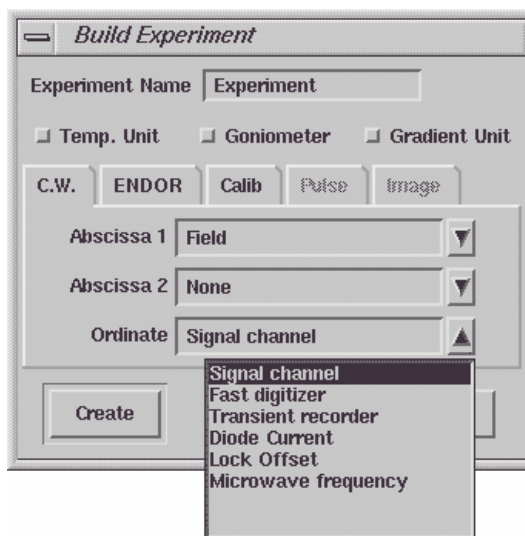 Build Experiment
Experiment Name Experiment
Temp. Unit Goniometer Gradient Unit
C.W. ENDOR Calib Pulse Image
Abscissa 1 Field
Abscissa 2 None
Ordinate Signal channel
Signal channel
Fast digitizer
Create Transient recorder
Diode Current
Lock Offset
Microwave frequency